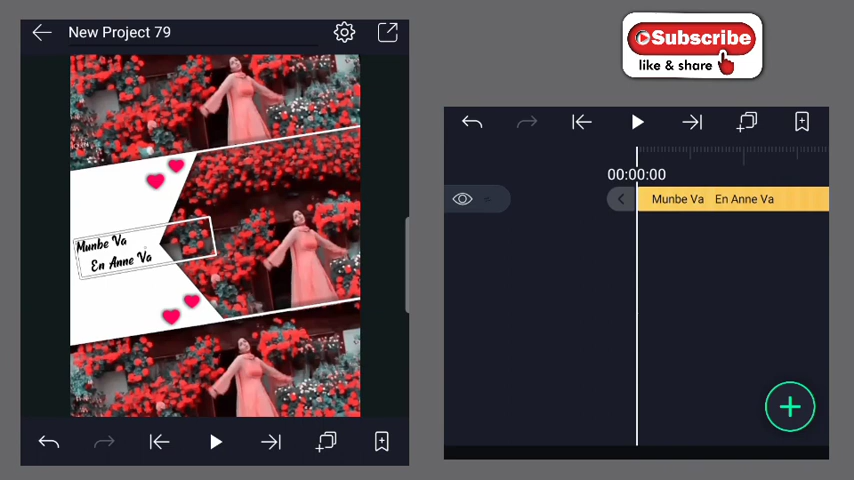 New Project 79
Munbe Va
En Anne Va
Subscribe
like & share
00:00:00
Munbe Va En Anne Va